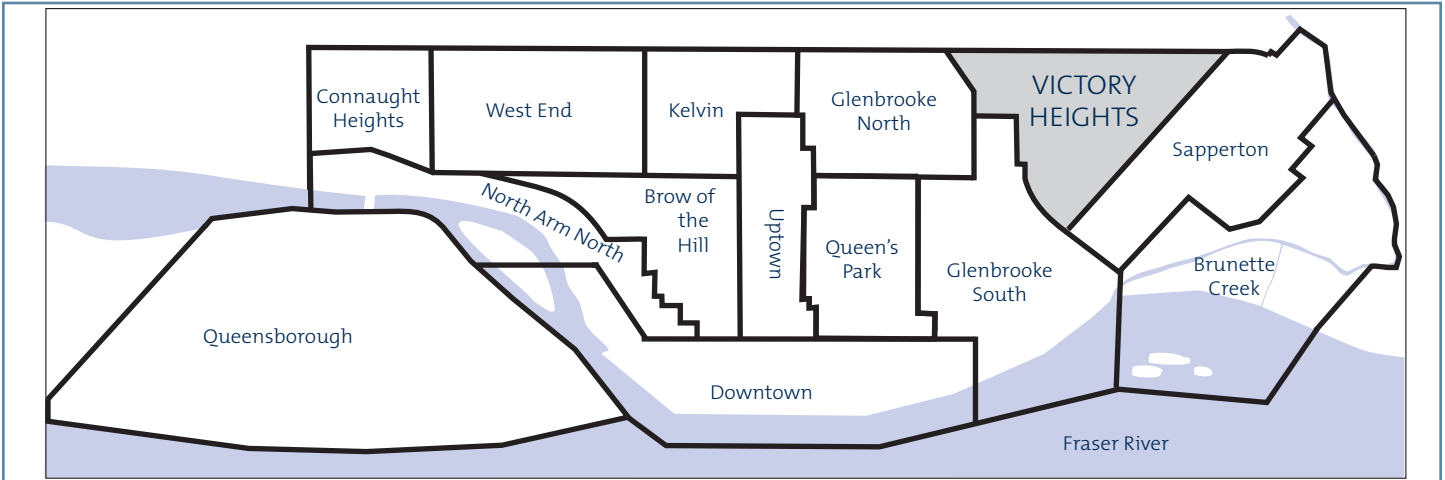 Connaught
Heights
West End
Kelvin
Glenbrooke
North
VICTORY
HEIGHTS
Sapperton
North Arm North
Brow of
the
Hill
Uptown
Queen's
Park
Glenbrooke
South
Brunette
Creek
Queensborough
Downtown
Fraser River